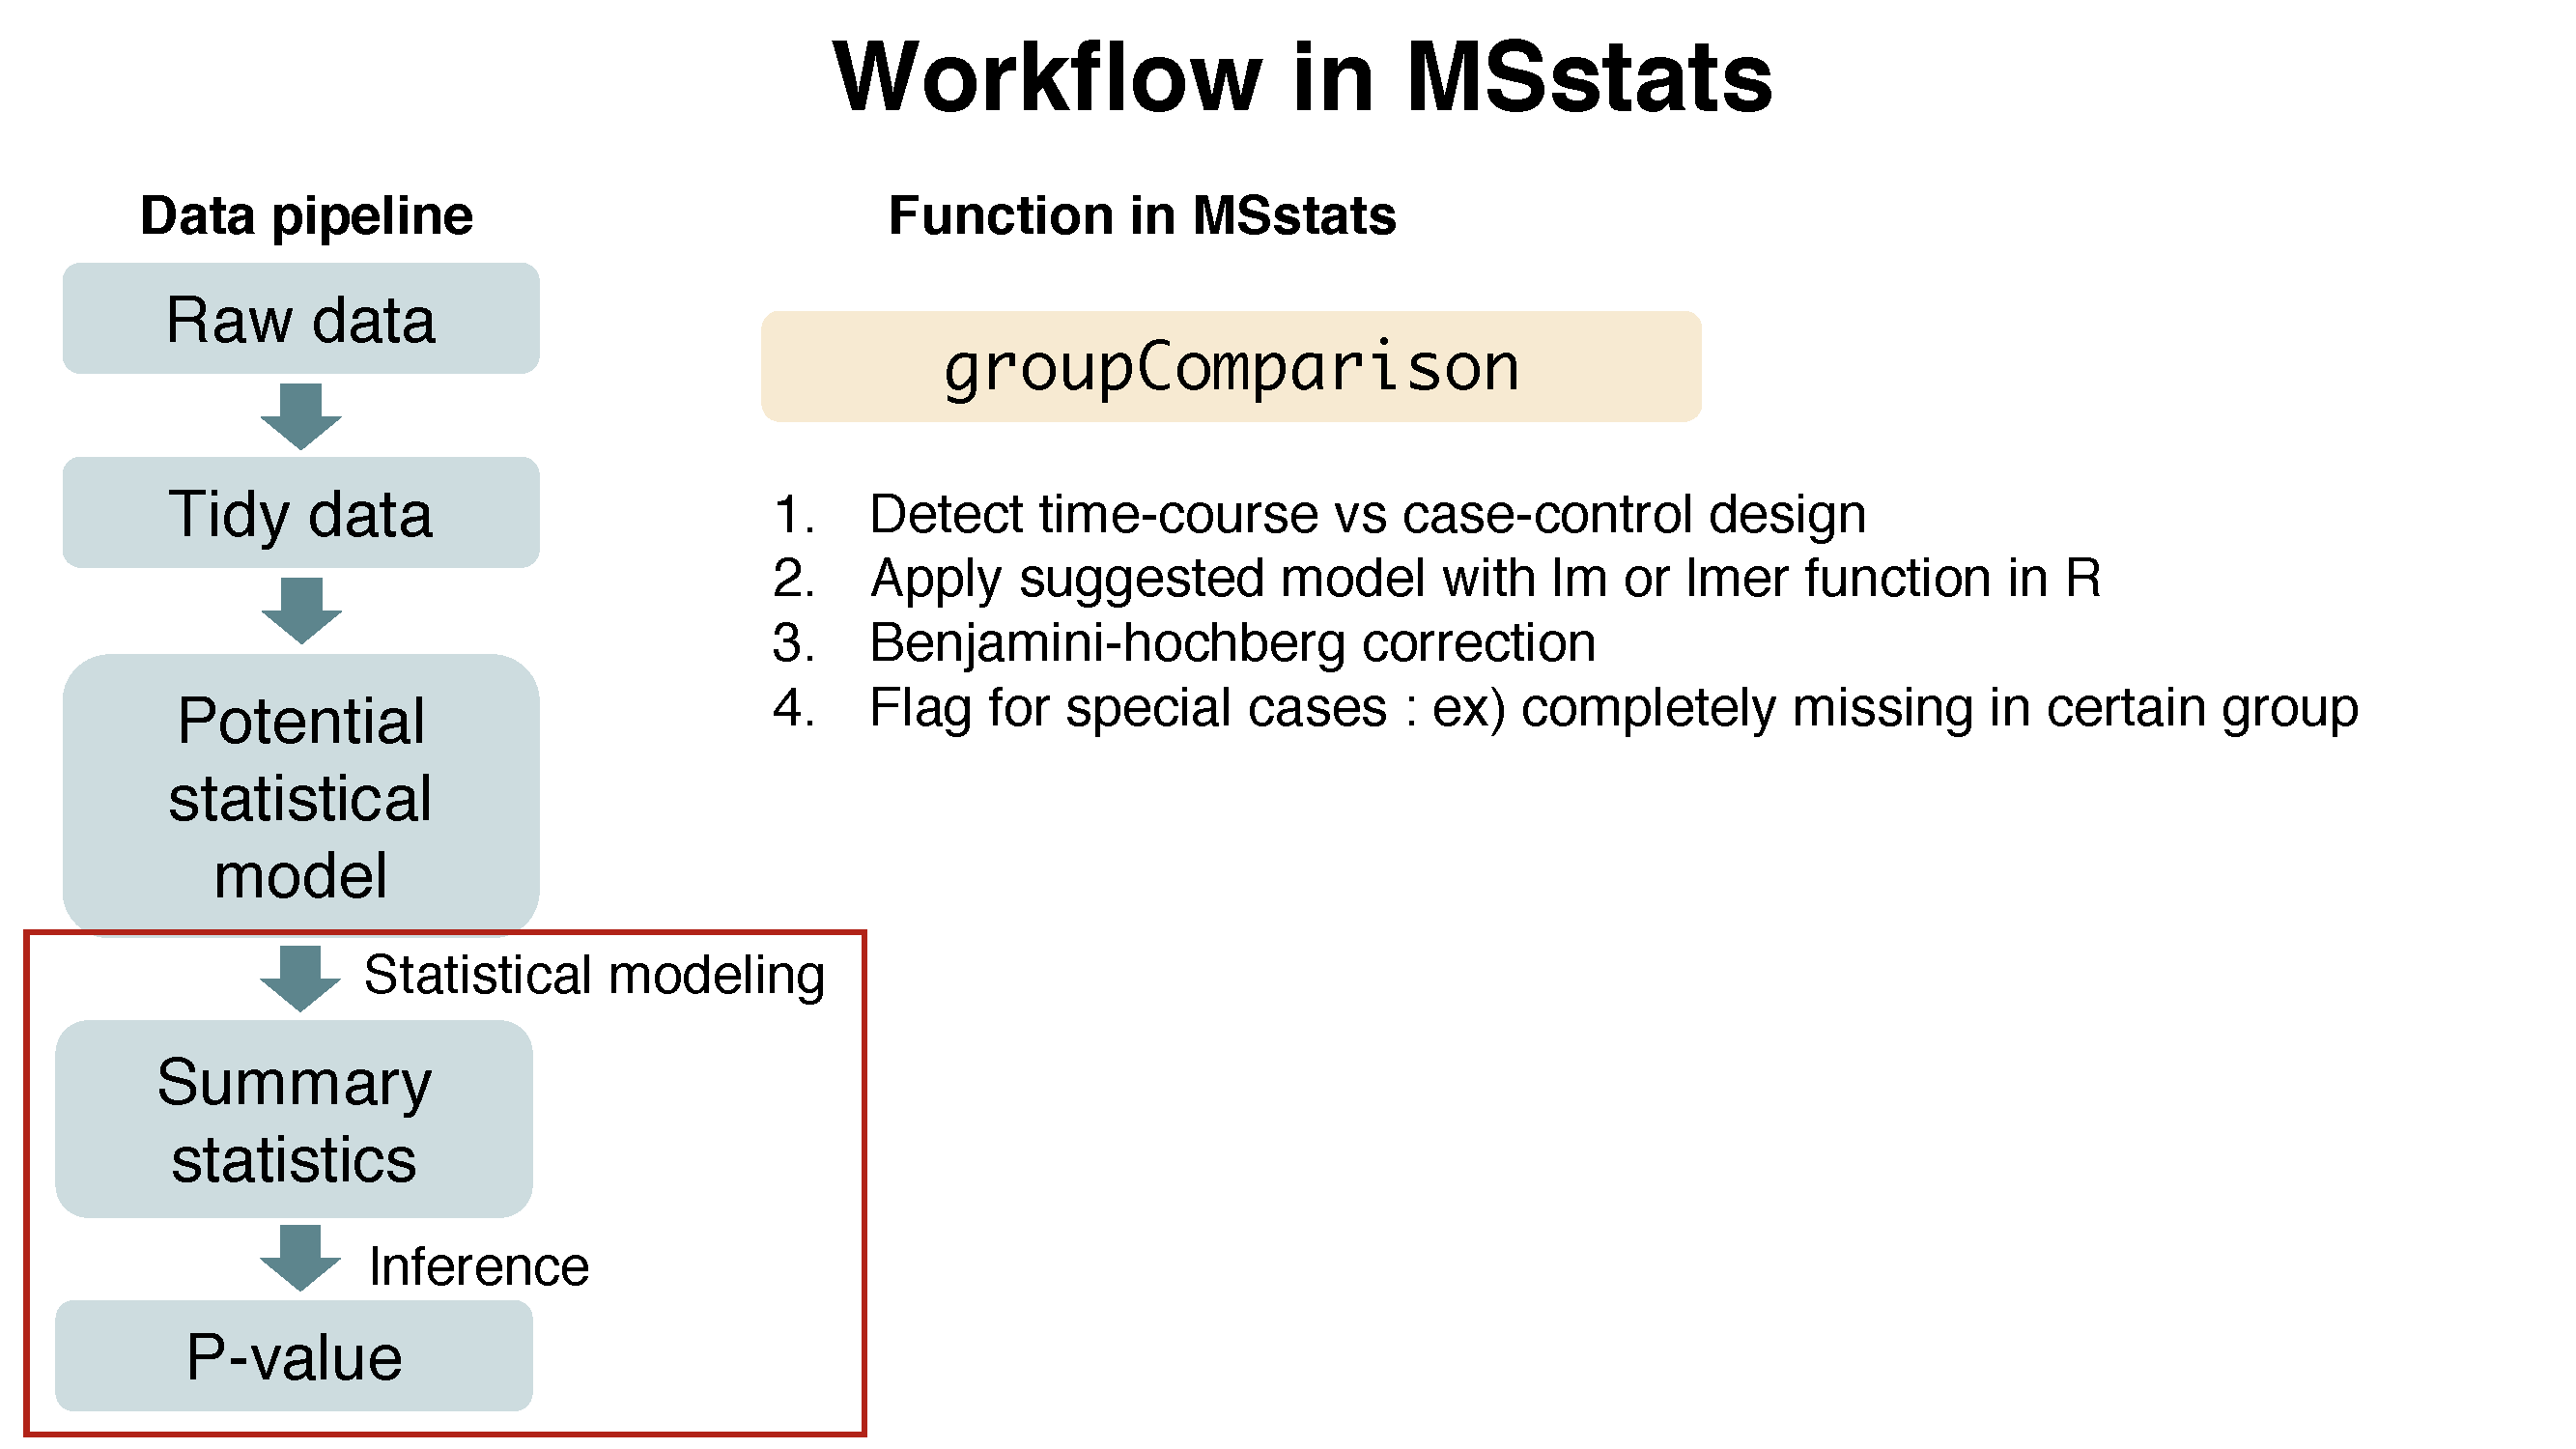 Workflow in MSstats
Data pipeline
Raw data
Tidy data
Potential
statistical
model
Statistical modeling
Summary
statistics
Inference
P-value
Function in MSstats
groupComparison
1. Detect time-course vs case-control design
2. Apply suggested model with lm or lmer function in R
3. Benjamini-hochberg correction
4. Flag for special cases : ex) completely missing in certain group